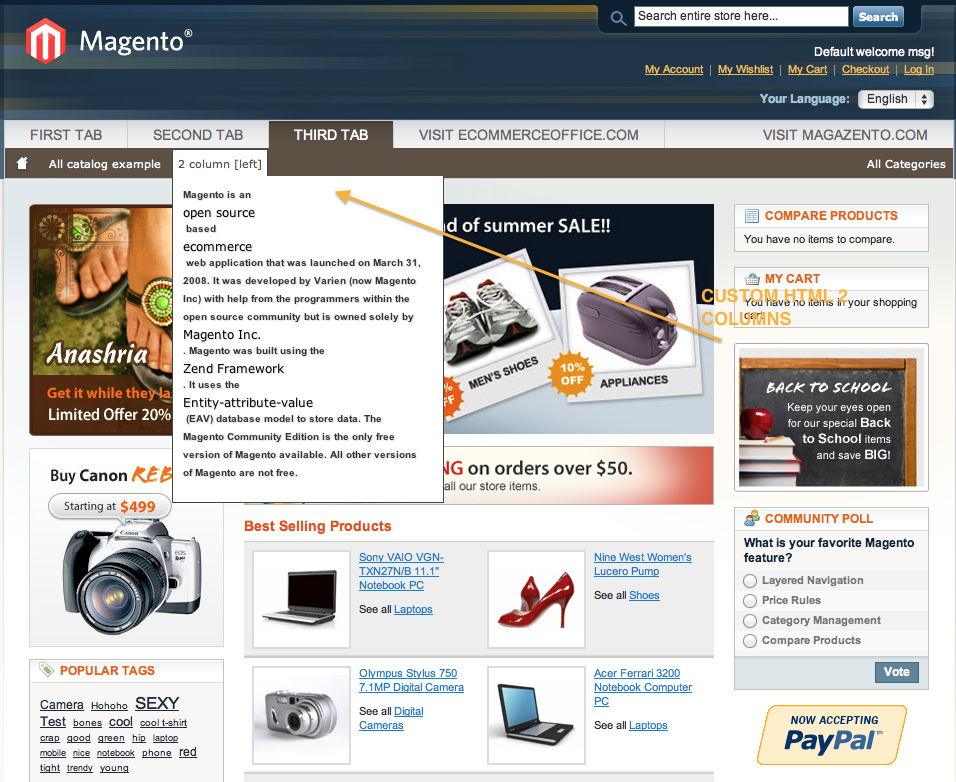 Search entire store here...
Search
Magento®
Default welcome msg!
My Account | My Wishlist | My Cart | Checkout | Log In
Your Language: English
FIRST TAB
SECOND TAB
THIRD TAB
VISIT ECOMMERCEOFFICE.COM
VISIT MAGAZENTO.COM
All catalog example
2 column [left]
All Categories
Magento is an
open source
based
ecommerce
web application that was launched on March 31,
2008. It was developed by Varien (now Magento
Inc) with help from the programmers within the
open source community but is owned solely by
Magento Inc.
. Magento was built using the
Zend Framework
. It uses the
Entity-attribute-value
(EAV) database model to store data. The
Magento Community Edition is the only free
version of Magento available. All other versions
of Magento are not free.
Anashria
Get it while they la
Limited Offer 20%
nd of summer SALE!!
MEN'S SHOES
10%
OFF
APPLIANCES
%
FF
COMPARE PRODUCTS
You have no items to compare.
MY CART
You have no items in your shopping
cart.
CUSTOM HTML 2
COLUMNS
BACK TO SCHOOL
Keep your eyes open
for our special Back
to School items
and save BIG!
Buy Canon REB
Starting at $499
Canon
EOS
NG on orders over $50.
all our store items.
Best Selling Products
Sony VAIO VGN-
TXN27N/B 11.1"
Notebook PC
See all Laptops
Nine West Women's
Lucero Pump
See all Shoes
Olympus Stylus 750
7.1MP Digital Camera
See all Digital
Cameras
Acer Ferrari 3200
Notebook Computer
PC
See all Laptops
COMMUNITY POLL
What is your favorite Magento
feature?
Layered Navigation
Price Rules
Category Management
Compare Products
Vote
NOW ACCEPTING
PayPal™
POPULAR TAGS
Camera Hohoho SEXY
Test bones cool cool t-shirt
crap good green hip laptop
mobile nice notebook phone red
tight trendy young